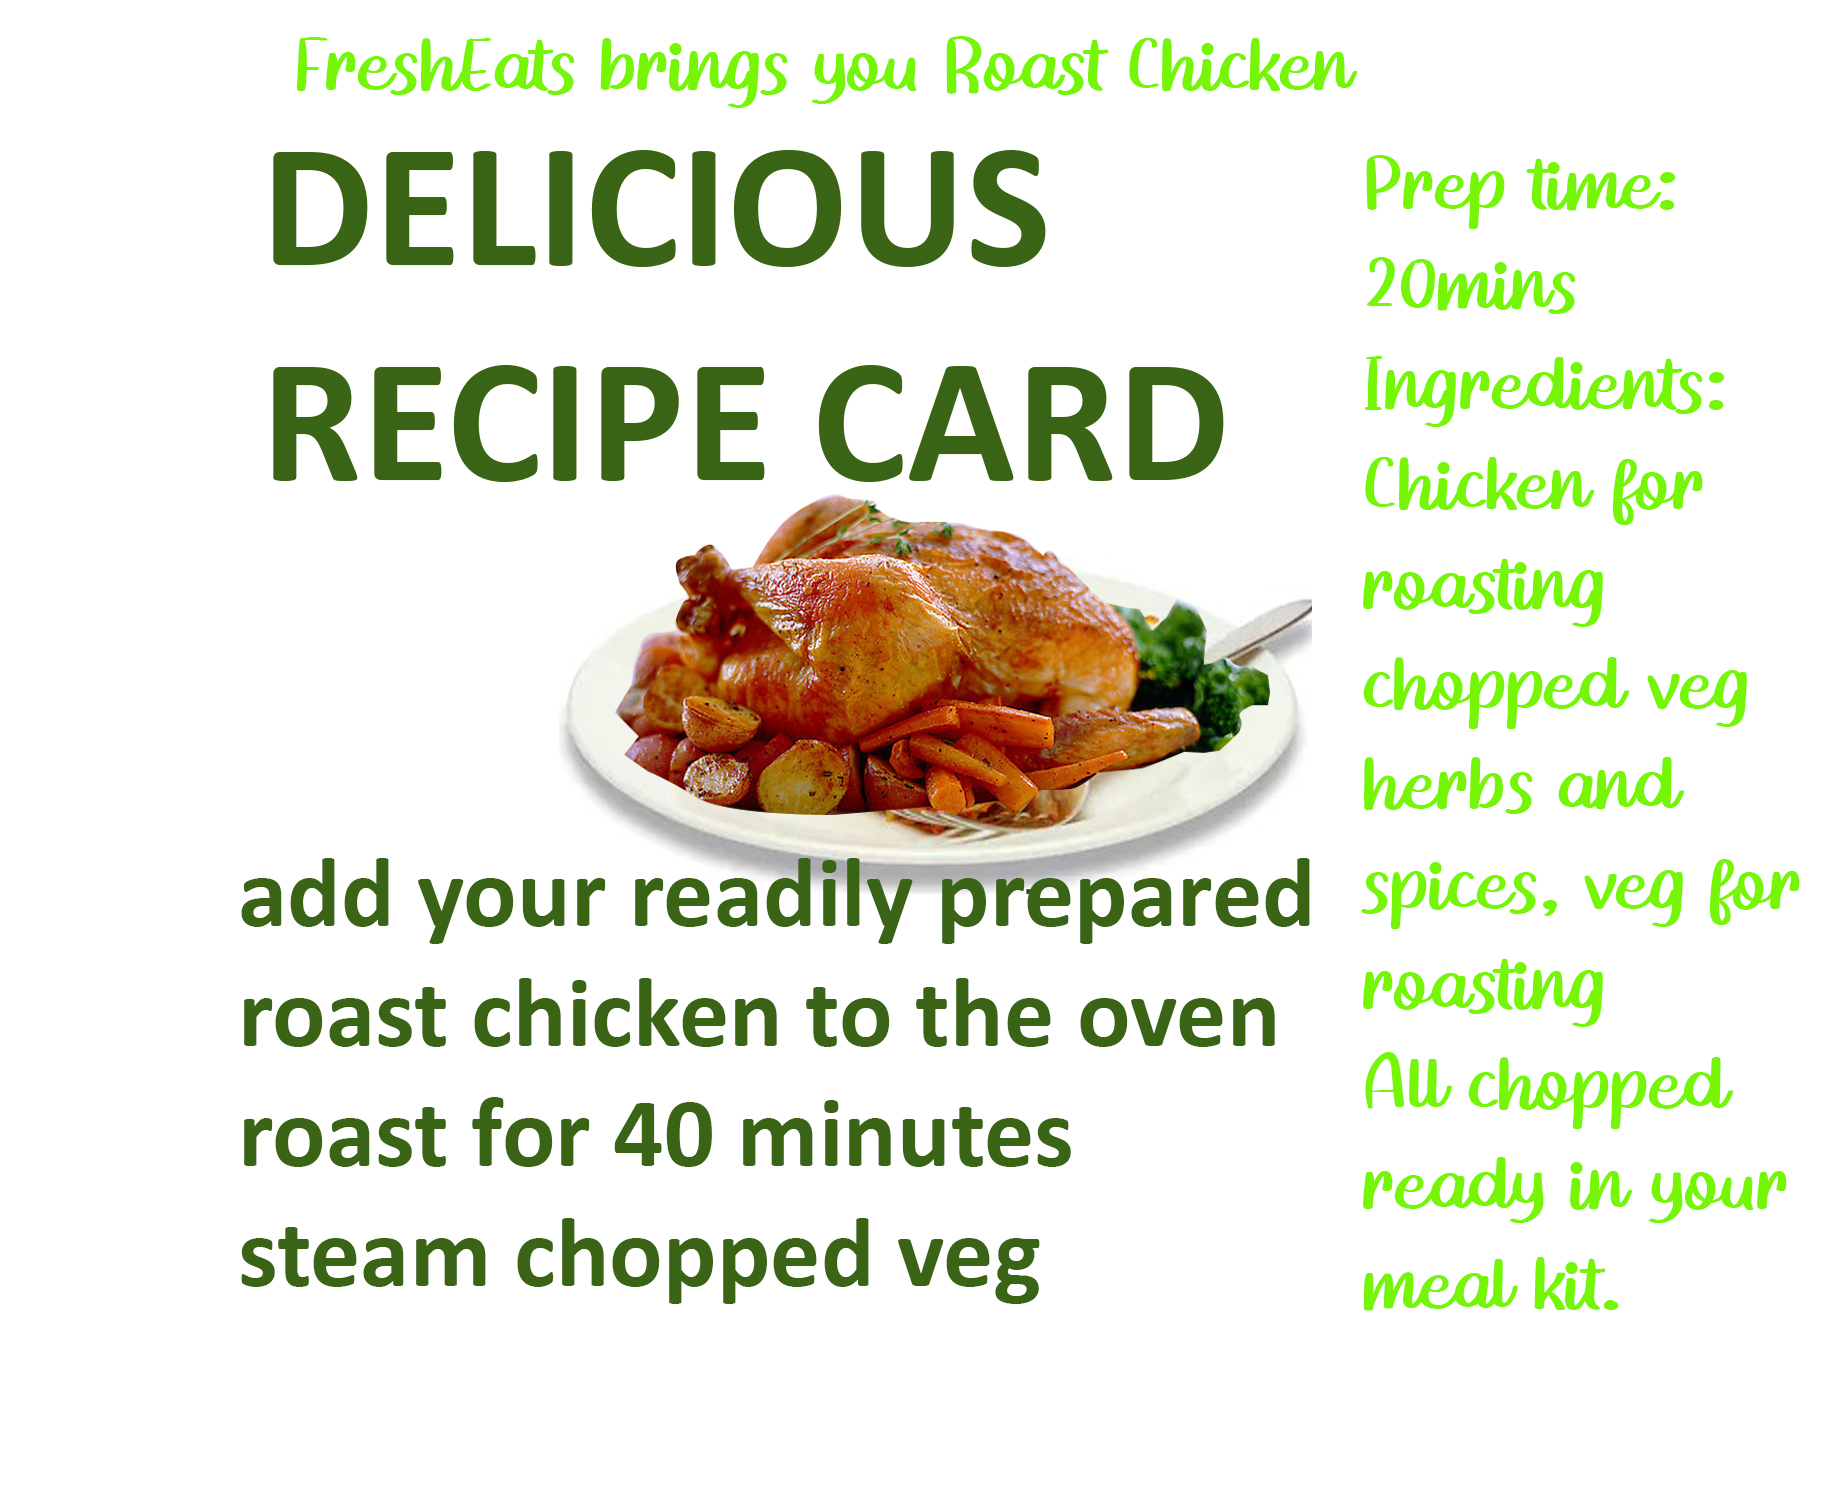 FreshEats brings you Roast Chicken
DELICIOUS
RECIPE CARD
add your readily prepared
roast chicken to the oven
roast for 40 minutes
steam chopped veg
Prep time:
20mins
Ingredients:
Chicken for
roasting
chopped veg
herbs and
spices, veg for
roasting
All chopped
ready in your
meal kit.